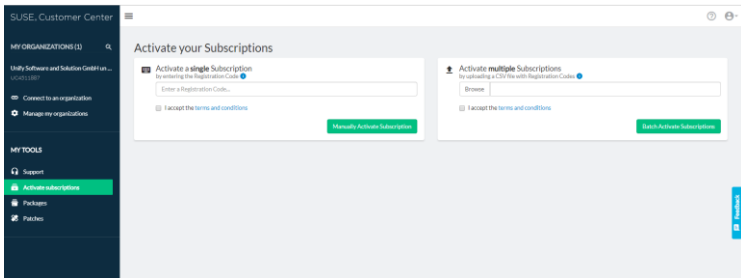 SUSE. Customer Center
MY ORGANIZATIONS (1)
Unify Software and Solution GmbH un ...
Connect to an organization
Manage my organizations
MY TOOLS
Support
Activate subscriptions
Packages
Patches
Activate your Subscriptions
Activate a single Subscription
by entering the Registration Code
Enter a Registration Code...
I accept the terms and conditions
Manually Activate Subscription
Activate multiple Subscriptions
by uploading a CSV file with Registration Codes
Browse
I accept the terms and conditions
Batch Activate Subscriptions
Feedback